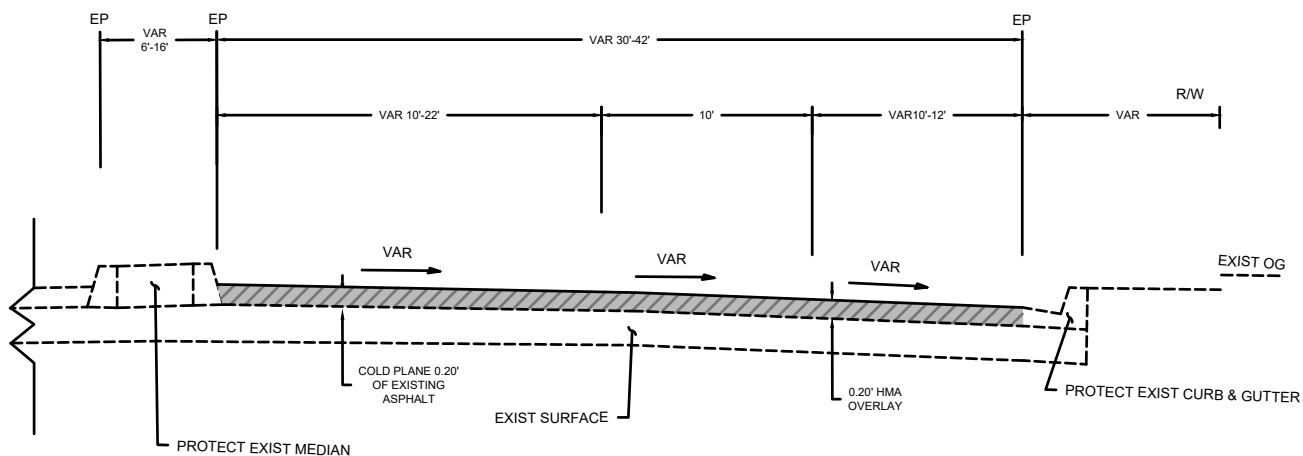 EP
EP
EP
VAR
6'-16'
VAR 30'-42'
R/W
VAR 10'-22'
10'
VAR10'-12'
VAR
VAR
VAR
VAR
EXIST OG
COLD PLANE 0.20'
OF EXISTING
ASPHALT
0.20' HMA
OVERLAY
PROTECT EXIST CURB & GUTTER
EXIST SURFACE
PROTECT EXIST MEDIAN